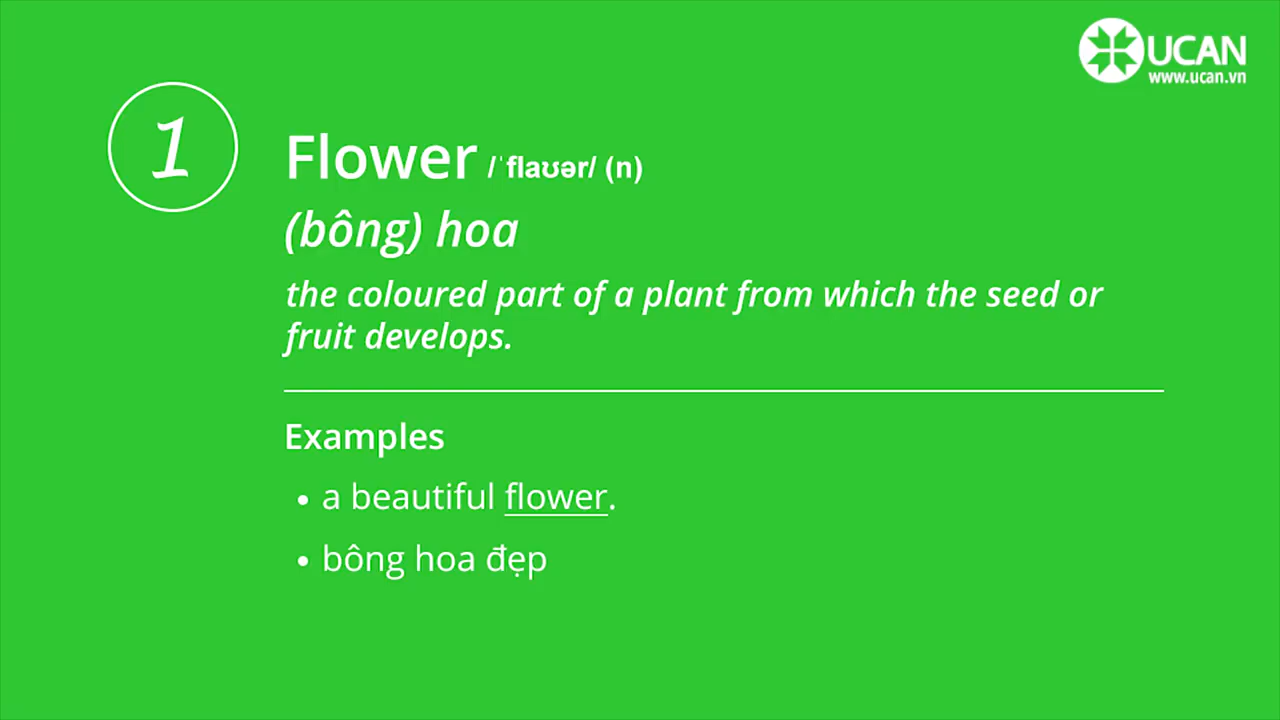 UCAN
www.ucan.vn
1
Flower /ˈflaʊər/ (n)
(bông) hoa
the coloured part of a plant from which the seed or
fruit develops.
Examples
• a beautiful flower.
• bông hoa đẹp